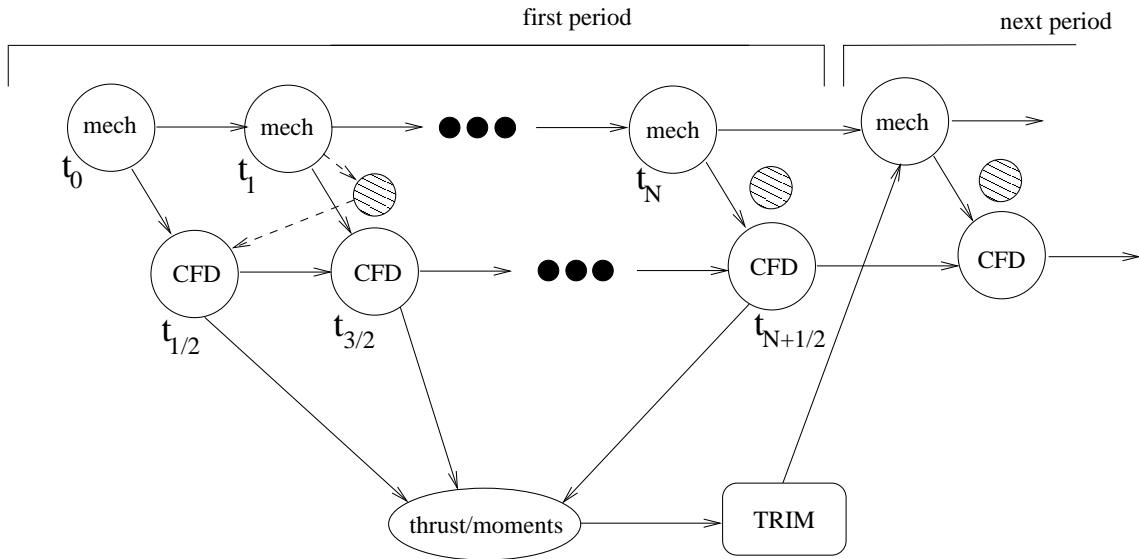 first period
next period
mech
mech
mech
mech
t0
t1
tN
CFD
CFD
CFD
CFD
t1/2
t3/2
tN+1/2
thrust/moments
TRIM